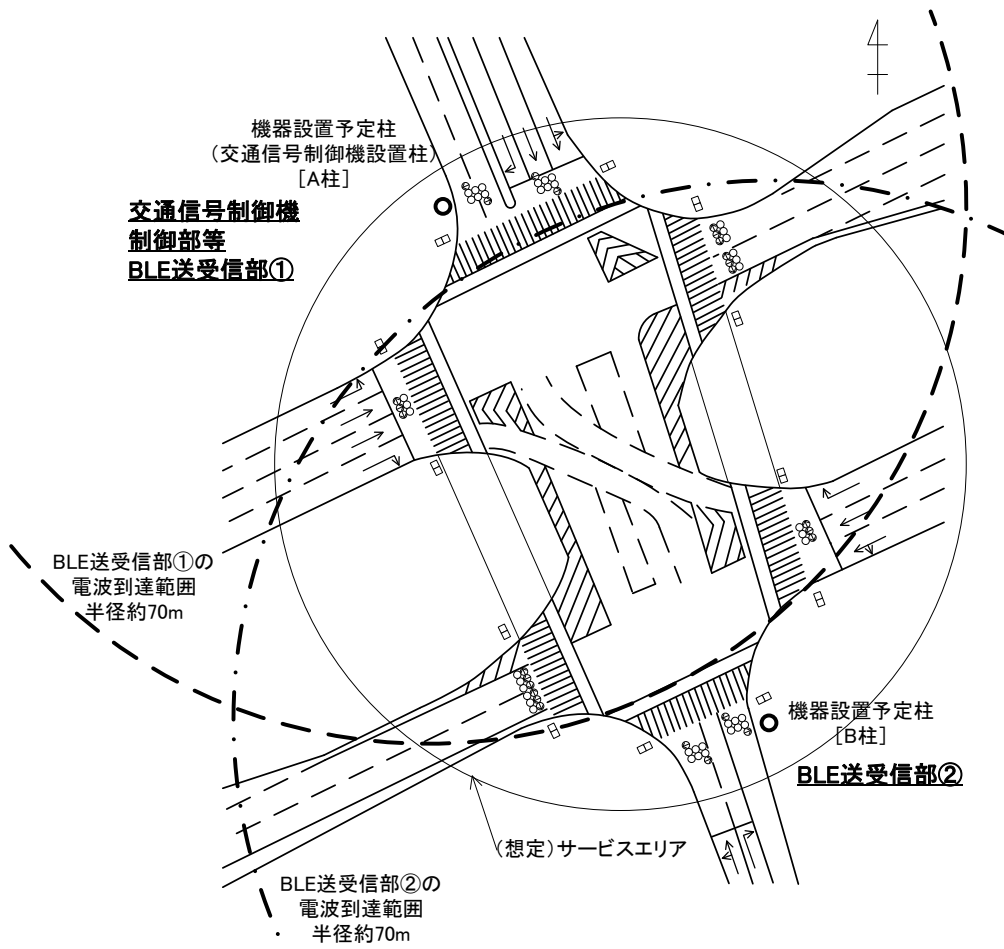 機器設置予定柱
（交通信号制御機設置柱）
[A柱]
交通信号制御機
制御部等
BLE送受信部①
BLE送受信部①の
電波到達範囲
半径約70m
機器設置予定柱
[B柱]
BLE送受信部②
（想定）サービスエリア
BLE送受信部②の
電波到達範囲
半径約70m